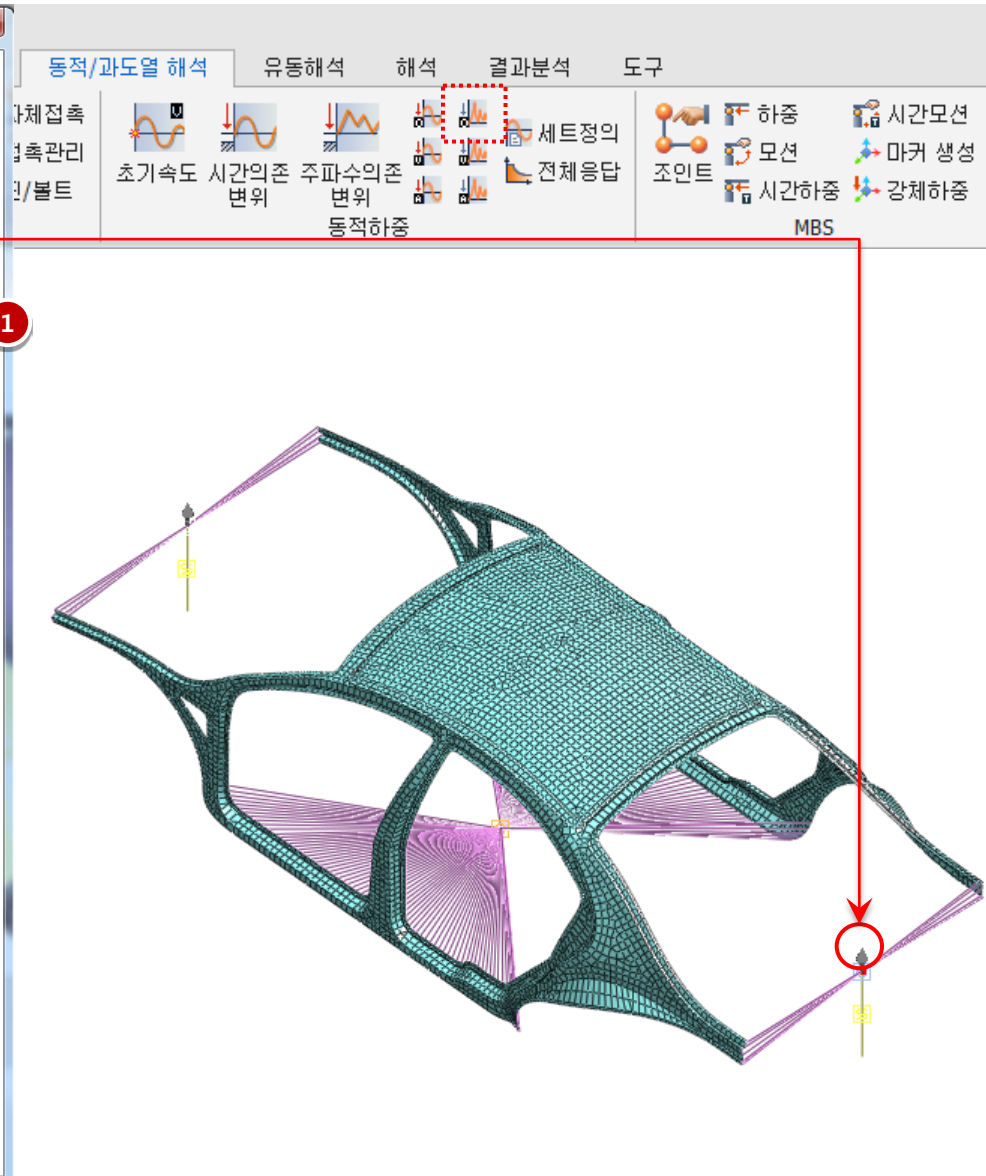 동적/과도열 해석 유동해석 해석 결과분석 도구
자체접촉
접촉관리
핀/볼트
초기속도 시간의존 변위 주파수의존 변위
세트정의
전체응답
동적하중
조인트
하중
모션
시간하중
시간모션
마커 생성
강체하중
MBS
1